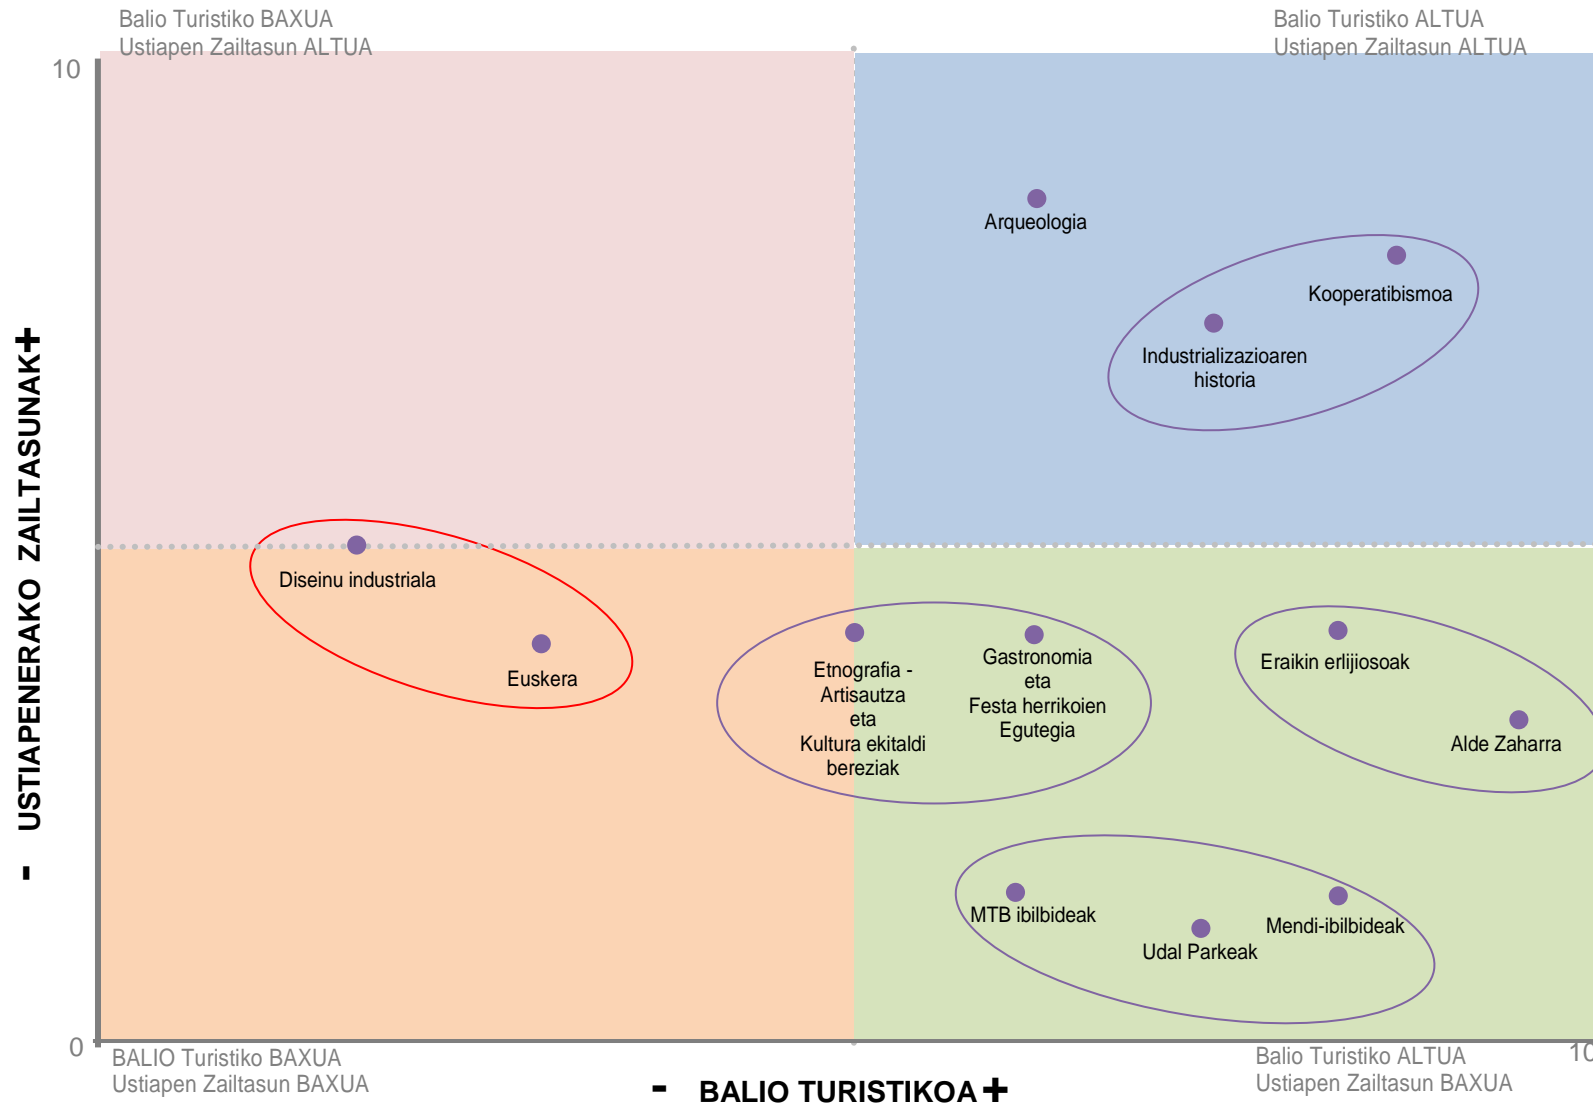 Balio Turistiko BAXUA
Ustiapen Zailtasun ALTUA
Balio Turistiko ALTUA
Ustiapen Zailtasun ALTUA
10
Arqueologia
Kooperatibismoa
Industrializazioaren
historia
- USTIAPENERAKO ZAILTASUNAK+
Diseinu industriala
Euskera
Etnografia -
Artisautza
eta
Kultura ekitaldi
bereziak
Gastronomia
eta
Festa herrikoien
Egutegia
Eraikin erlijiosoak
Alde Zaharra
MTB ibilbideak
Udal Parkeak
Mendi-ibilbideak
0
10
BALIO Turistiko BAXUA
Ustiapen Zailtasun BAXUA
- BALIO TURISTIKOA +
Balio Turistiko ALTUA
Ustiapen Zailtasun BAXUA